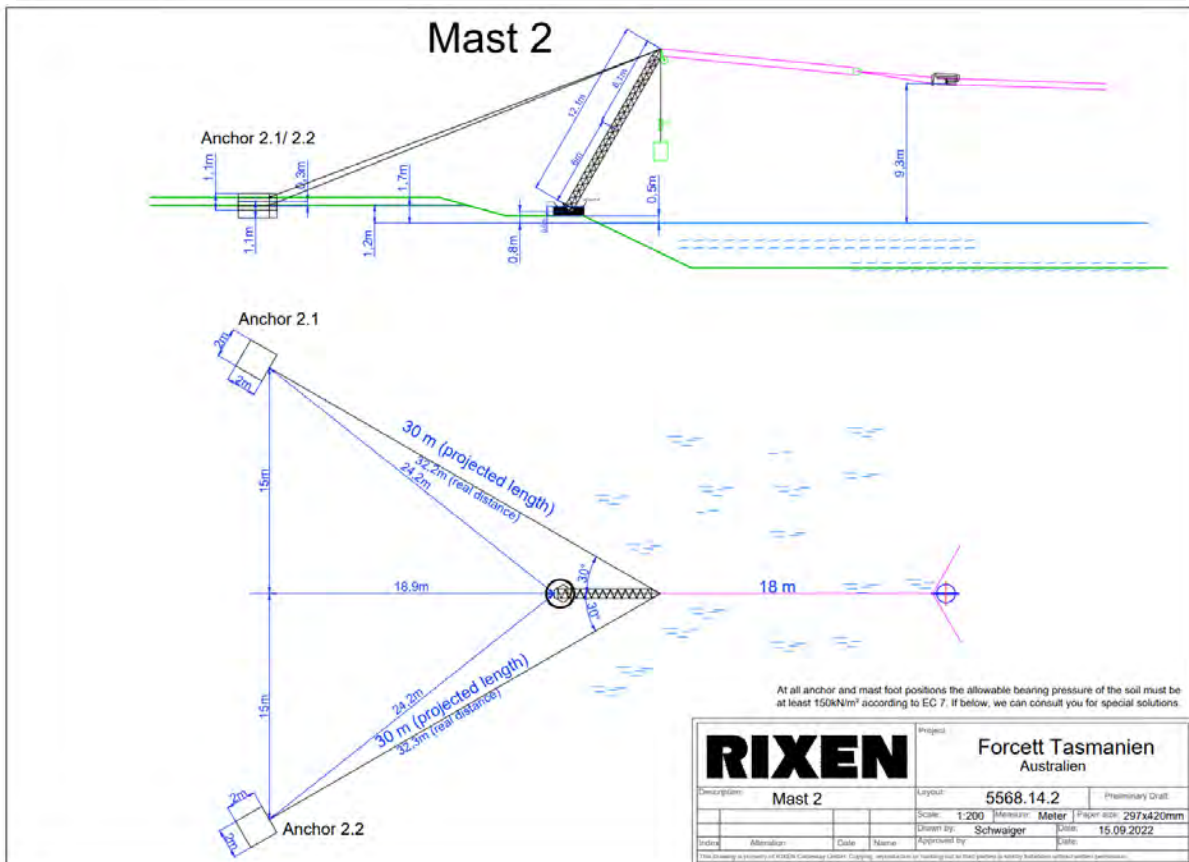 Mast 2
Anchor 2.1/ 2.2
12,1m
6,1m
6m
1,1m
0,3m
1,7m
1,1m
1,2m
0,8m
0,5m
9,3m
Anchor 2.1
2m
2m
30 m (projected length)
32,2m (real distance)
24,2m
15m
18,9m
30°
30°
18 m
15m
24,2m
30 m (projected length)
32,3m (real distance)
2m
2m
Anchor 2.2
At all anchor and mast foot positions the allowable bearing pressure of the soil must be
at least 150kN/m² according to EC 7. If below, we can consult you for special solutions
RIXEN
Project:
Forcett Tasmanien
Australien
Description:
Mast 2
Layout:
5568.14.2
Preliminary Draft
Scale: 1:200 Measure: Meter Paper size: 297x420mm
Drawn by: Schwaiger Date: 15.09.2022
Index Alteration Date Name Approved by: Date: